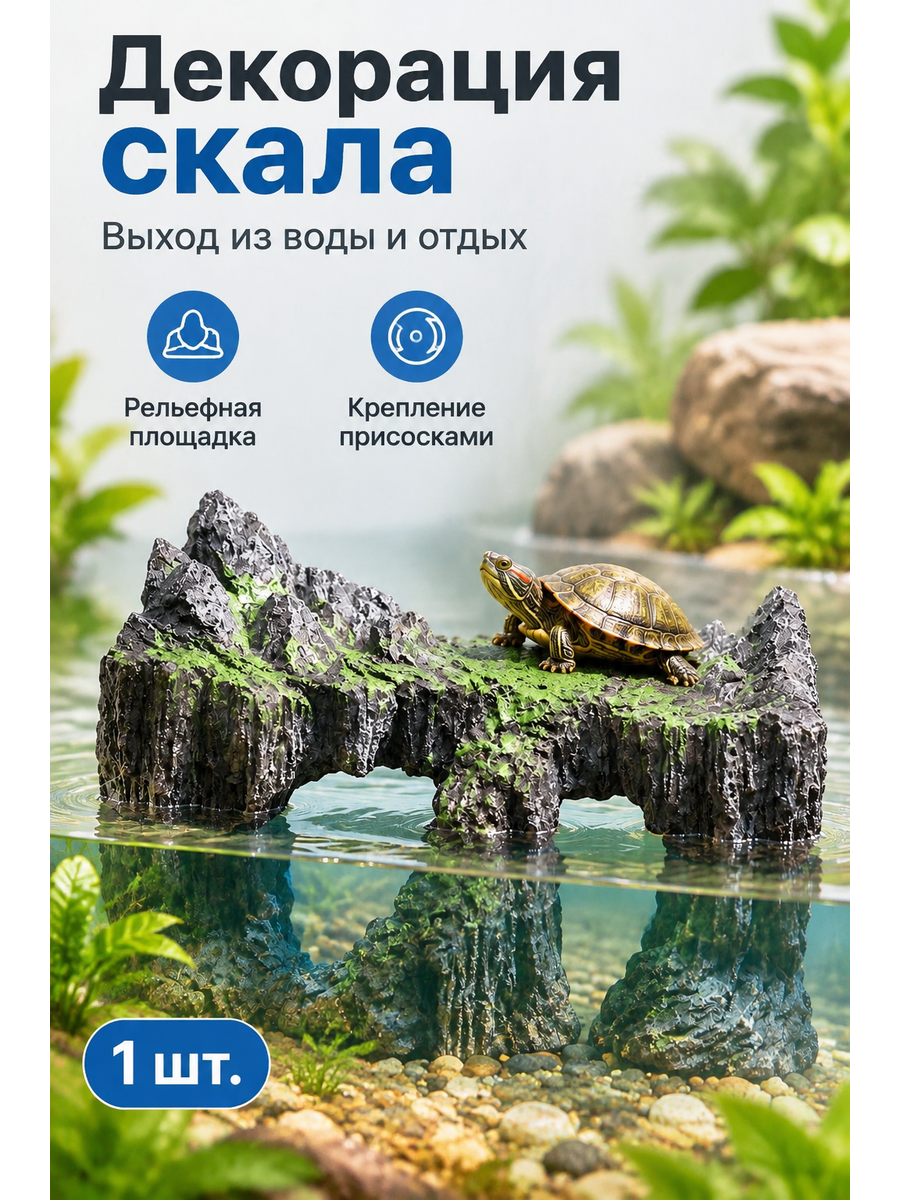 Декорация
скала
Выход из воды и отдых
Рельефная
площадка
Крепление
присосками
1 шт.